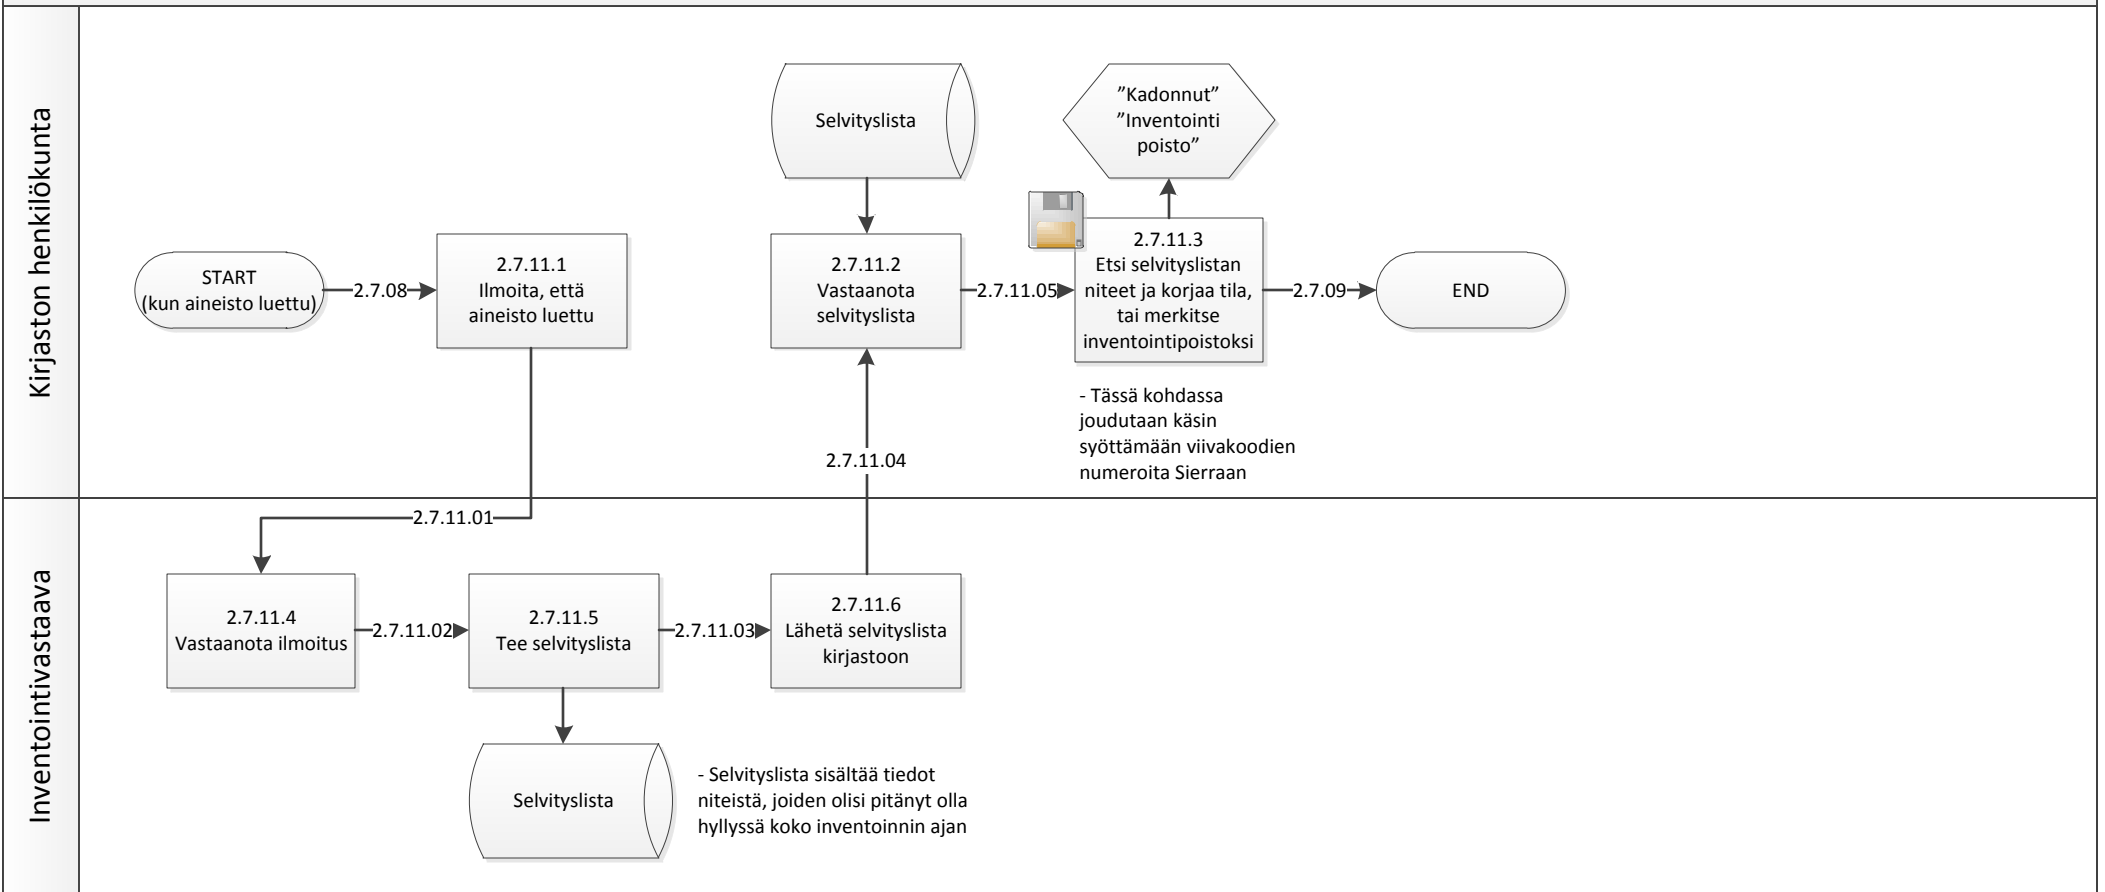 Kirjaston henkilökunta
START
(kun aineisto luettu)
2.7.08
2.7.11.1
Ilmoita, että
aineisto luettu
Selvityslista
2.7.11.2
Vastaanota
selvityslista
2.7.11.05
”Kadonnut”
”Inventointi
poisto”
2.7.11.3
Etsi selvityslistan
niteet ja korjaa tila,
tai merkitse
inventointipoistoksi
2.7.09
END
- Tässä kohdassa
joudutaan käsin
syöttämään viivakoodien
numeroita Sierraan
2.7.11.04
Inventointivastaava
2.7.11.01
2.7.11.4
Vastaanota ilmoitus
2.7.11.02
2.7.11.5
Tee selvityslista
2.7.11.03
2.7.11.6
Lähetä selvityslista
kirjastoon
Selvityslista
- Selvityslista sisältää tiedot
niteistä, joiden olisi pitänyt olla
hyllyssä koko inventoinnin ajan